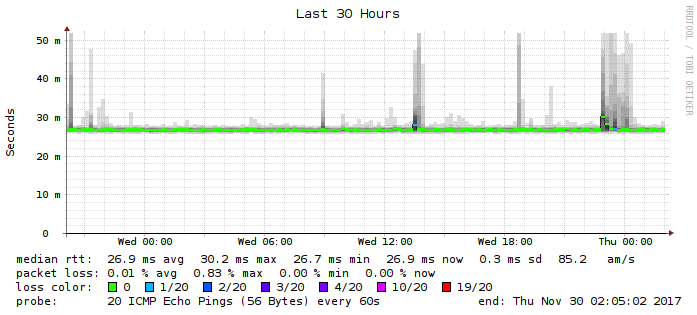 Last 30 Hours
RRDTOOL / TOBI OETIKER
Seconds
50 m
40 m
30 m
20 m
10 m
0
Wed 00:00 Wed 06:00 Wed 12:00 Wed 18:00 Thu 00:00
median rtt: 26.9 ms avg 30.2 ms max 26.7 ms min 26.9 ms now 0.3 ms sd 85.2 am/s
packet loss: 0.01 % avg 0.83 % max 0.00 % min 0.00 % now
loss color: 0 1/20 2/20 3/20 4/20 10/20 19/20
probe: 20 ICMP Echo Pings (56 Bytes) every 60s end: Thu Nov 30 02:05:02 2017